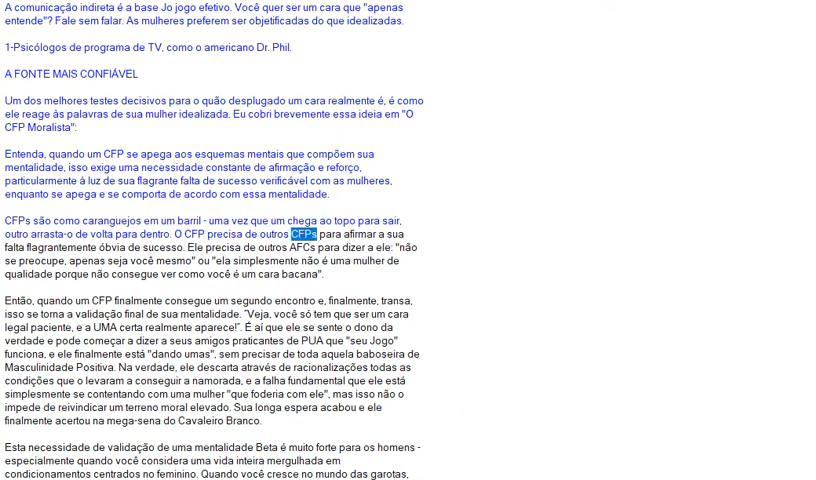 A comunicação indireta é a base Jo jogo efetivo. Você quer ser um cara que "apenas
entende"? Fale sem falar. As mulheres preferem ser objetificadas do que idealizadas.
1-Psicólogos de programa de TV, como o americano Dr. Phil.
A FONTE MAIS CONFIÁVEL
Um dos melhores testes decisivos para o quão desplugado um cara realmente é, é como
ele reage às palavras de sua mulher idealizada. Eu cobri brevemente essa ideia em "O
CFP Moralista":
Entenda, quando um CFP se apega aos esquemas mentais que compõem sua
mentalidade, isso exige uma necessidade constante de afirmação e reforço,
particularmente à luz de sua flagrante falta de sucesso verificável com as mulheres,
enquanto se apega e se comporta de acordo com essa mentalidade.
CFPs são como caranguejos em um barril - uma vez que um chega ao topo para sair,
outro arrasta-o de volta para dentro. O CFP precisa de outros CFPs para afirmar a sua
falta flagrantemente óbvia de sucesso. Ele precisa de outros AFCs para dizer a ele: "não
se preocupe, apenas seja você mesmo" ou "ela simplesmente não é uma mulher de
qualidade porque não consegue ver como você é um cara bacana".
Então, quando um CFP finalmente consegue um segundo encontro e, finalmente, transa,
isso se torna a validação final de sua mentalidade. "Veja, você só tem que ser um cara
legal paciente, e a UMA certa realmente aparece!". É aí que ele se sente o dono da
verdade e pode começar a dizer a seus amigos praticantes de PUA que "seu Jogo"
funciona, e ele finalmente está "dando umas", sem precisar de toda aquela baboseira de
Masculinidade Positiva. Na verdade, ele descarta através de racionalizações todas as
condições que o levaram a conseguir a namorada, e a falha fundamental que ele está
simplesmente se contentando com uma mulher "que foderia com ele", mas isso não o
impede de reivindicar um terreno moral elevado. Sua longa espera acabou e ele
finalmente acertou na mega-sena do Cavaleiro Branco.
Esta necessidade de validação de uma mentalidade Beta é muito forte para os homens -
especialmente quando você considera uma vida inteira mergulhada em
condicionamentos centrados no feminino. Quando você cresce no mundo das garotas,